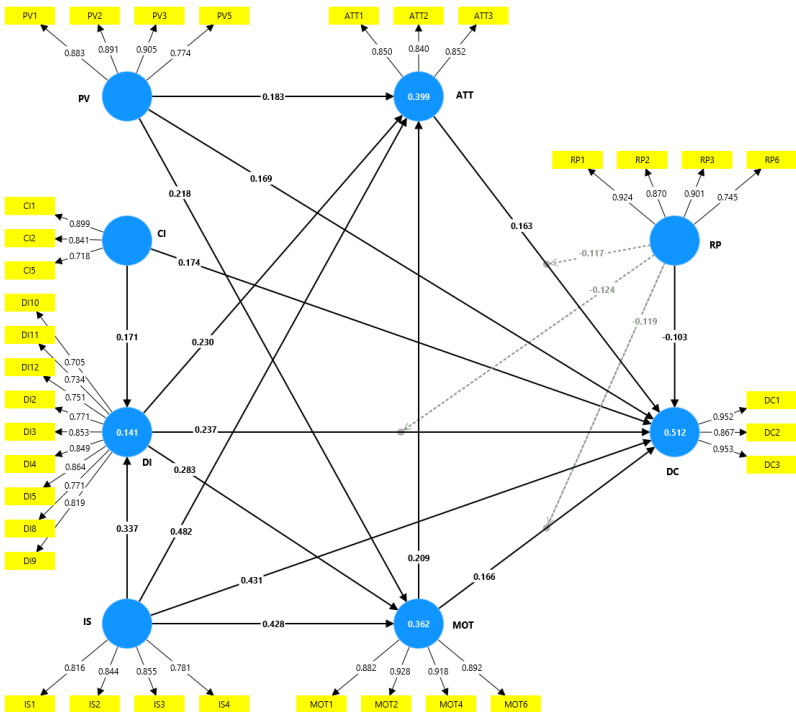 PV1 PV2 PV3 PV5 ATT1 ATT2 ATT3
0.883 0.891 0.905 0.774 0.850 0.840 0.852
PV 0.183 0.399 ATT
RP1 RP2 RP3 RP6
0.924 0.870 0.901 0.745
0.169
0.218
CI1 0.899
CI2 0.841 CI
CI5 0.718
0.163
RP
0.174 -0.117
-0.124
DI10
-0.119
DI11
0.171 0.230 -0.103
DI12 0.705
0.734
0.751
DI2 0.771
DI3 0.853 0.141 0.237 0.512 0.952 DC1
0.867 DC2
DI4 0.849 DI DC 0.953 DC3
0.864 0.283
DI5 0.771
0.819
DI8
0.337 0.482
DI9
0.209
0.431 0.166
IS 0.428 0.362 MOT
0.816 0.844 0.855 0.781 0.882 0.928 0.918 0.892
IS1 IS2 IS3 IS4 MOT1 MOT2 MOT4 MOT6